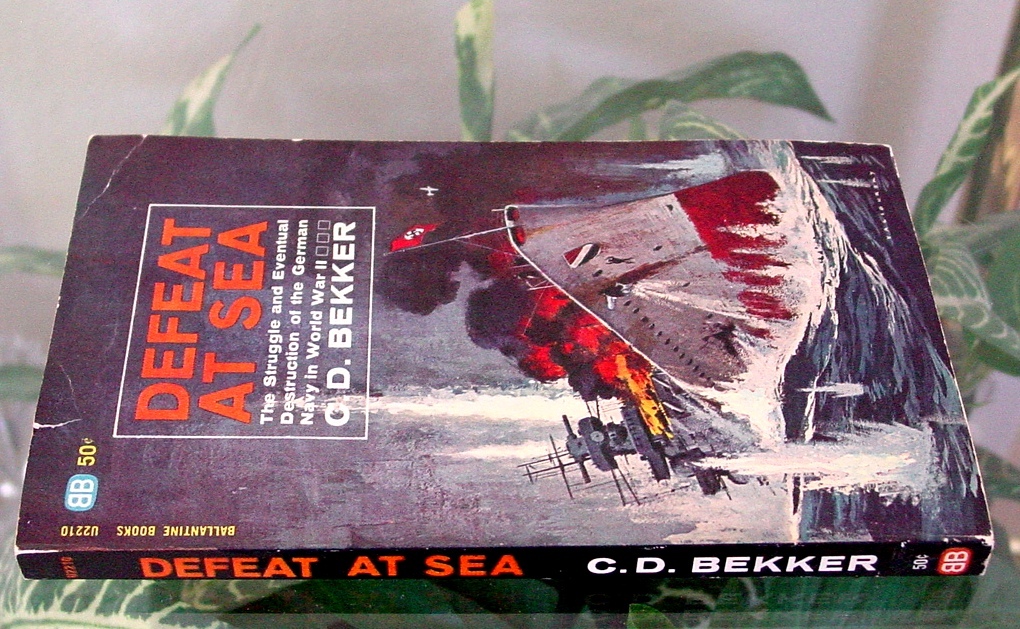 DEFEAT
AT SEA
The Struggle and Eventual
Destruction of the German
Navy in World War II
C. D. BEKKER
BB 50¢
U2210 BALLANTINE BOOKS
U2210 DEFEAT AT SEA C. D. BEKKER 50¢ BB